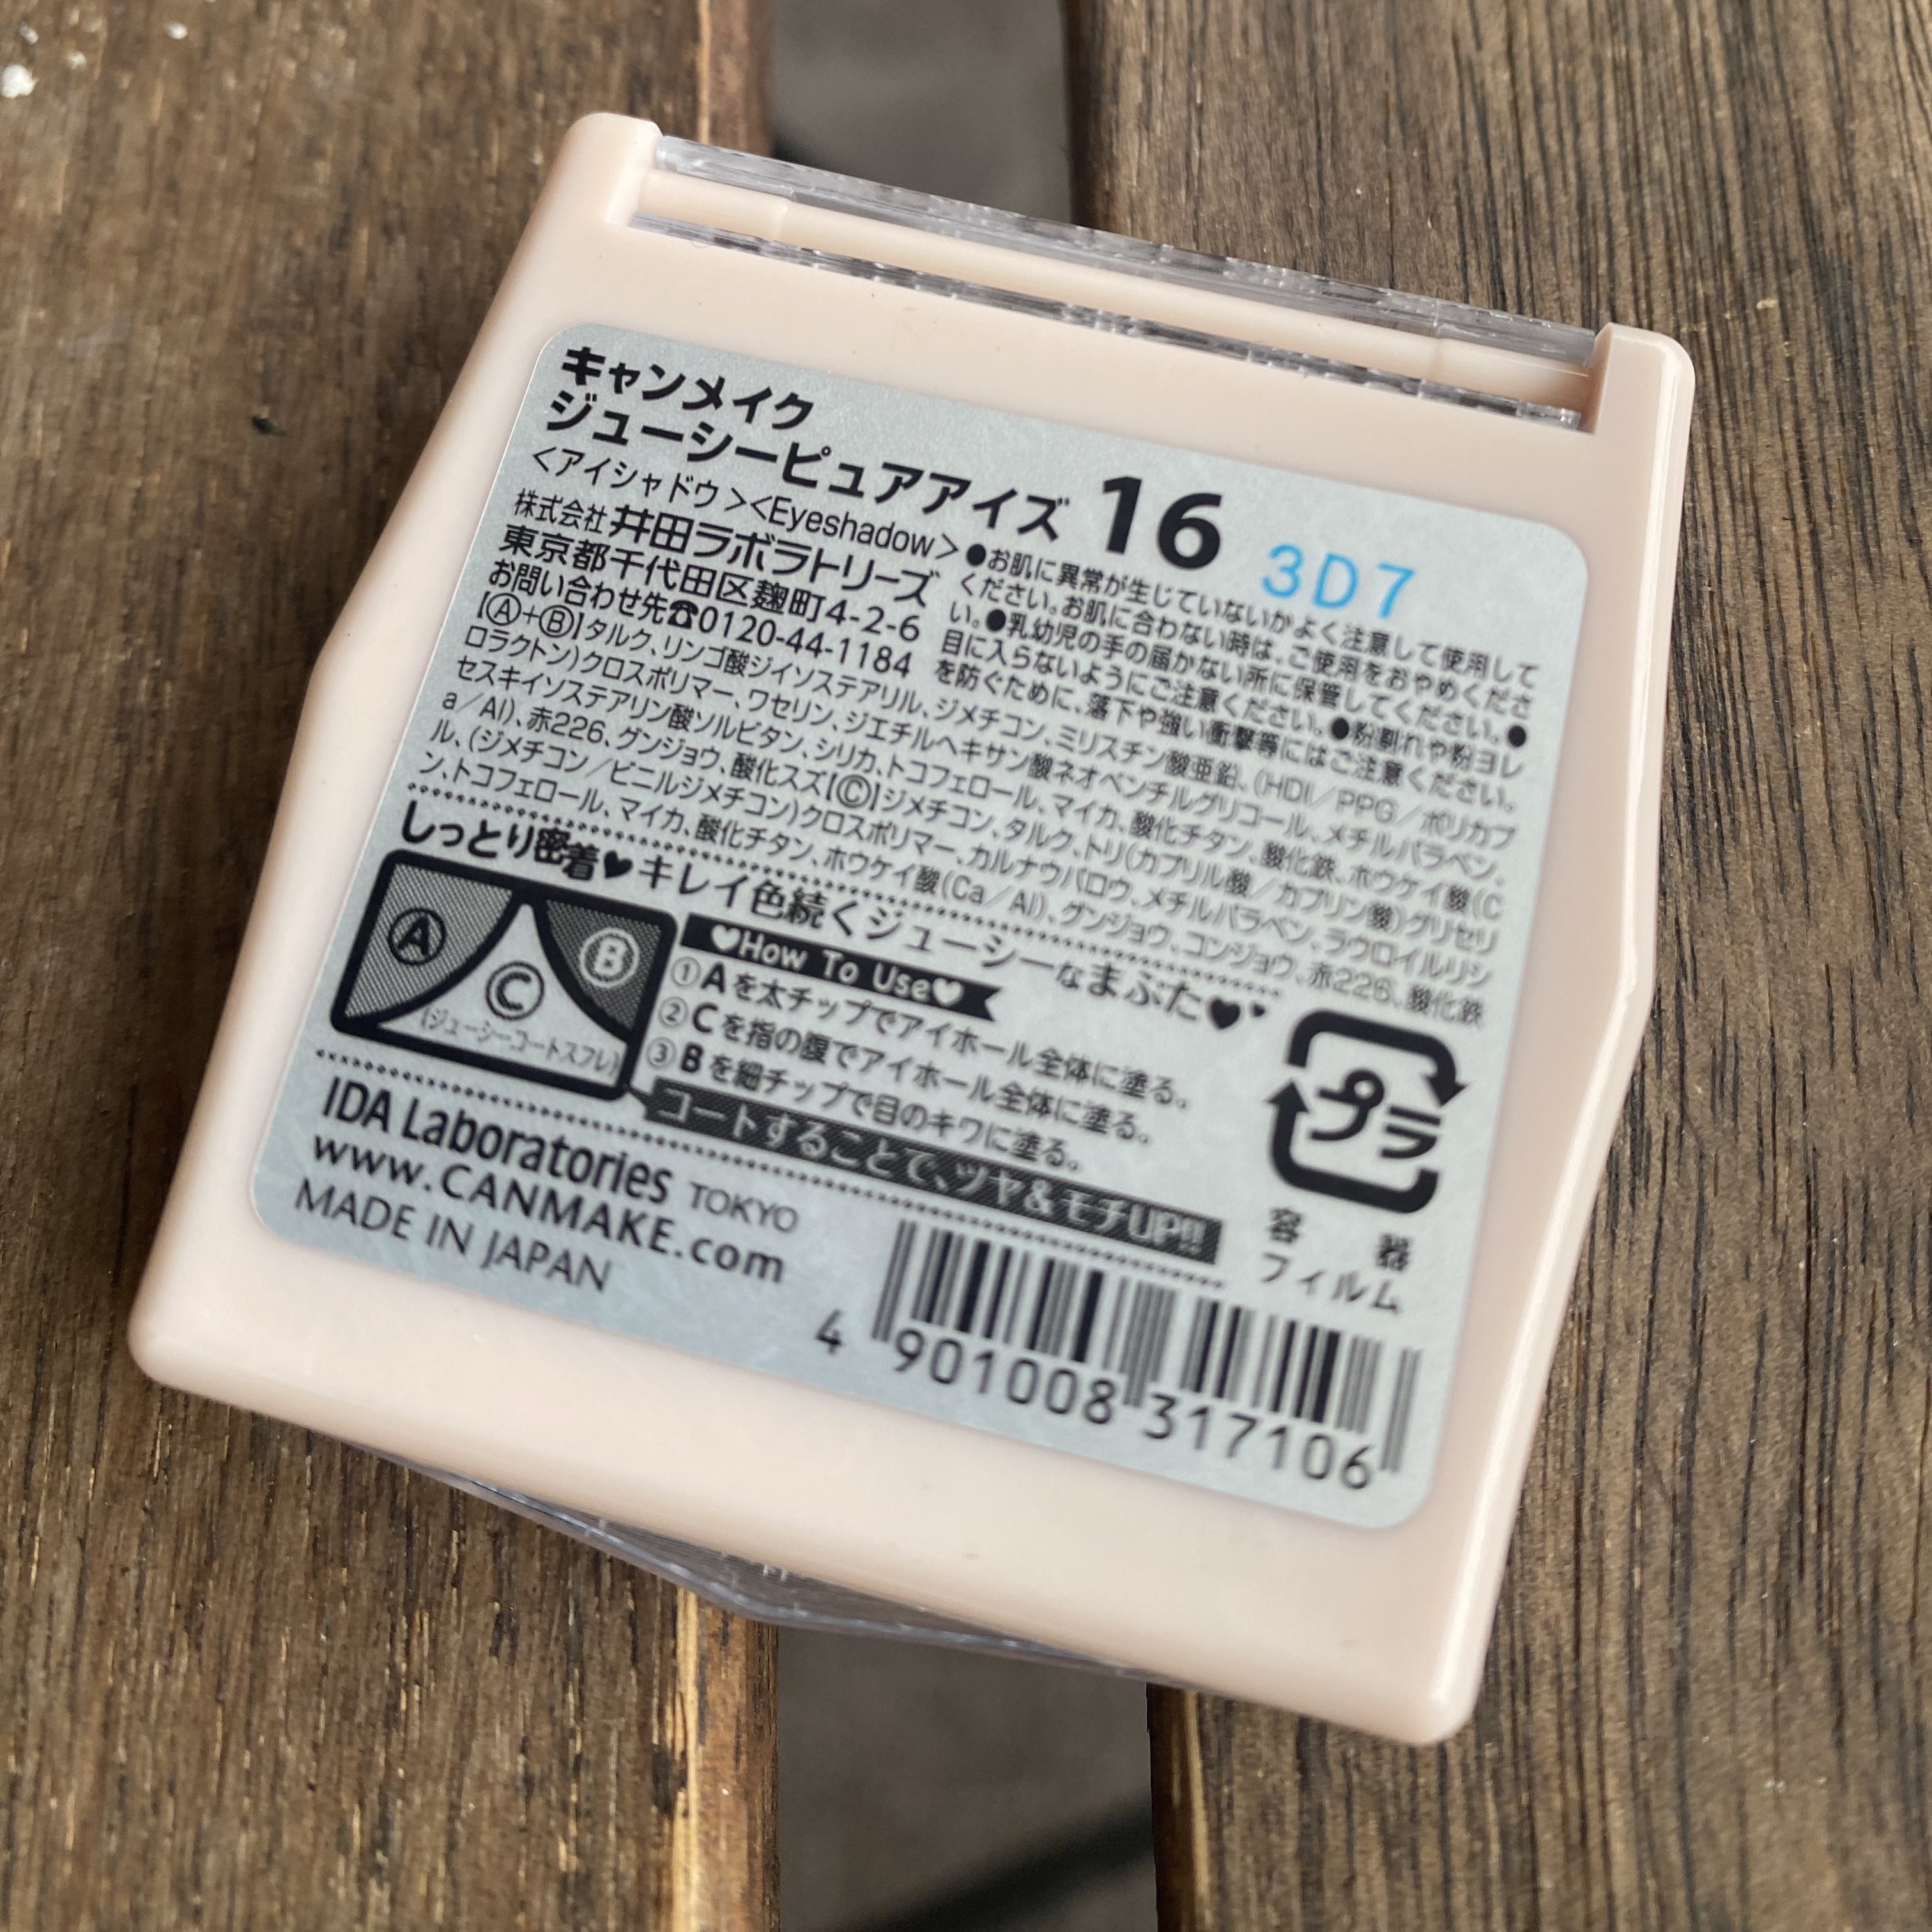 キャンメイク
ジューシーピュアアイズ 16
3D7
<アイシャドウ><Eyeshadow>
株式会社 井田ラボラトリーズ
東京都千代田区麹町4-2-6
お問い合わせ先☎0120-44-1184
●お肌に異常が生じていないかよく注意して使用して
ください。お肌に合わない時は、ご使用をおやめくださ
い。●乳幼児の手の届かない所に保管してください。●
目に入らないようにご注意ください。●粉割れや粉ヨレ
を防ぐために、落下や強い衝撃等にはご注意ください。
【Ⓐ+Ⓑ】タルク、リンゴ酸ジイソステアリル、ジメチコン、ミリスチン酸亜鉛、(HDI/PPG/ポリカプ
ロラクトン)クロスポリマー、ワセリン、ジエチルヘキサン酸ネオペンチルグリコール、メチルパラベン、
セスキイソステアリン酸ソルビタン、シリカ、トコフェロール、マイカ、酸化チタン、酸化鉄、ホウケイ酸(C
a/Al)、赤226、グンジョウ、酸化スズ【Ⓒ】ジメチコン、タルク、トリ(カプリル酸/カプリン酸)グリセリ
ル、(ジメチコン/ビニルジメチコン)クロスポリマー、カルナウバロウ、メチルパラベン、ラウロイルリシ
ン、トコフェロール、マイカ、酸化チタン、ホウケイ酸(Ca/Al)、グンジョウ、コンジョウ、赤226、酸化鉄
しっとり密着♥キレイ色続くジューシーなまぶた♥♥
A
B
C
(ジューシーコートスフレ)
♥How To Use♥
①Aを太チップでアイホール全体に塗る。
②Cを指の腹でアイホール全体に塗る。
③Bを細チップで目のキワに塗る。
コートすることで、ツヤ&モチUP!!
プラ
容器
フィルム
IDA Laboratories TOKYO
www.CANMAKE.com
MADE IN JAPAN
4 901008 317106